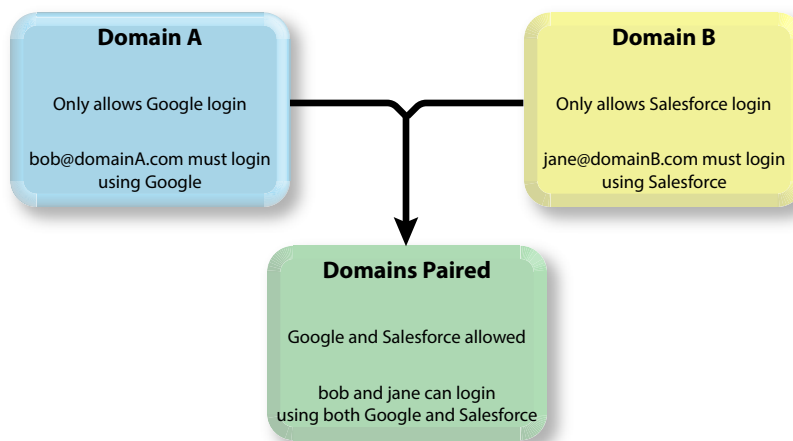 Domain A
Only allows Google login
bob@domainA.com must login
using Google
Domain B
Only allows Salesforce login
jane@domainB.com must login
using Salesforce
Domains Paired
Google and Salesforce allowed
bob and jane can login
using both Google and Salesforce